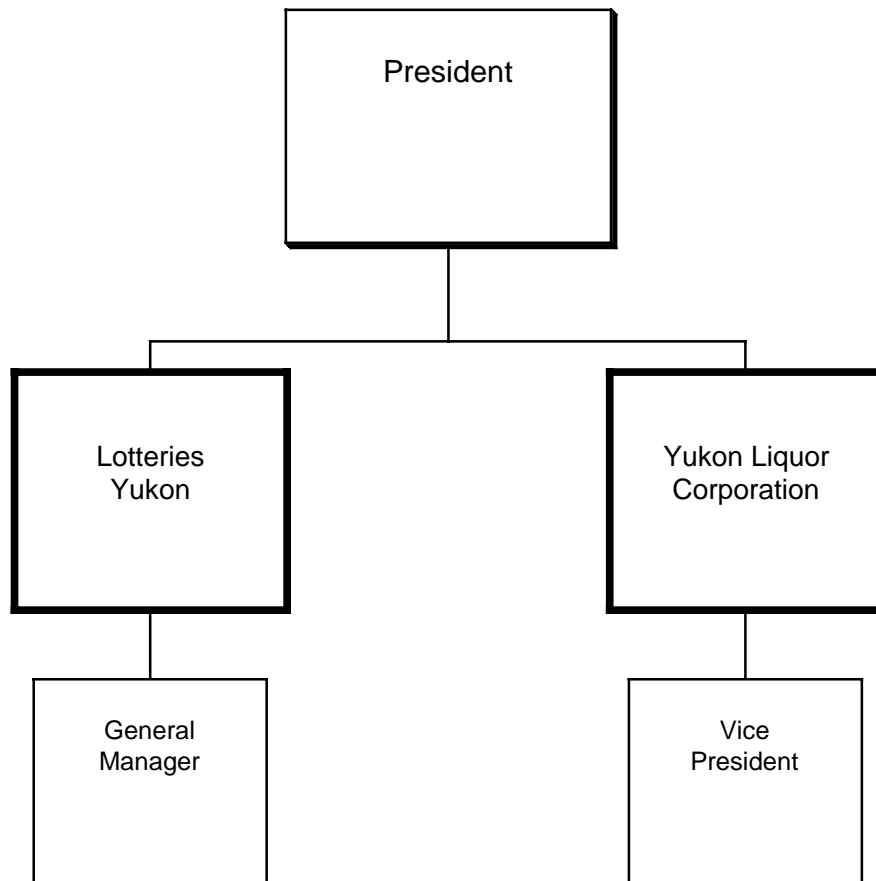 President
Lotteries
Yukon
Yukon Liquor
Corporation
General
Manager
Vice
President